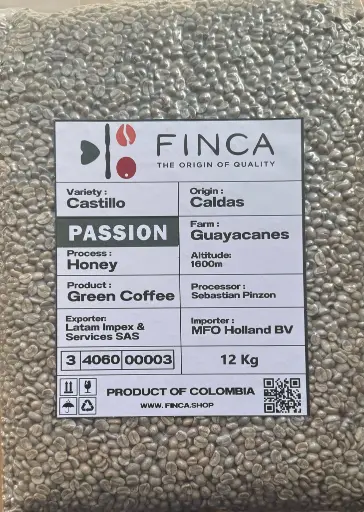 FINCA
THE ORIGIN OF QUALITY
Variety :
Castillo
Origin :
Caldas
PASSION
Farm :
Guayacanes
Process :
Honey
Altitude:
1600m
Product :
Green Coffee
Processor :
Sebastian Pinzon
Exporter:
Latam Impex &
Services SAS
Importer :
MFO Holland BV
3 4060 00003
12 Kg
PRODUCT OF COLOMBIA
WWW. FINCA.SHOP